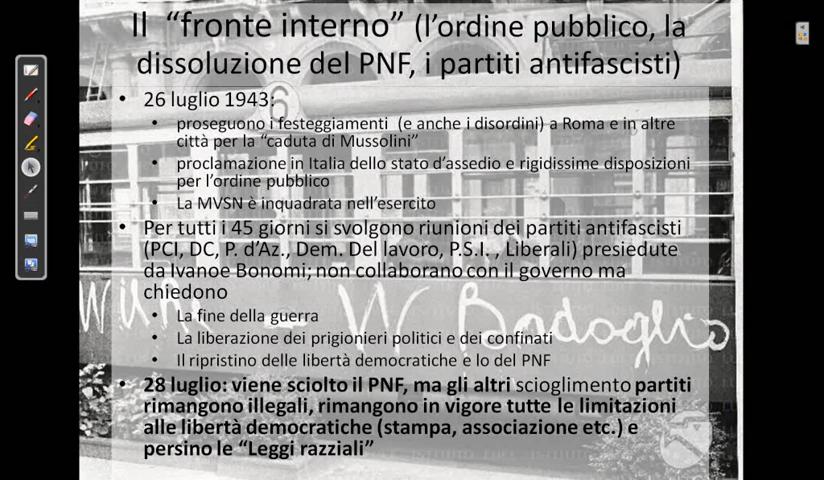 Il “fronte interno” (l’ordine pubblico, la
dissoluzione del PNF, i partiti antifascisti)
• 26 luglio 1943:
• proseguono i festeggiamenti (e anche i disordini) a Roma e in altre
città per la “caduta di Mussolini”
• proclamazione in Italia dello stato d’assedio e rigidissime disposizioni
per l’ordine pubblico
• La MVSN è inquadrata nell’esercito
• Per tutti i 45 giorni si svolgono riunioni dei partiti antifascisti
(PCI, DC, P. d’Az., Dem. Del lavoro, P.S.I. , Liberali) presiedute
da Ivanoe Bonomi; non collaborano con il governo ma
chiedono
• La fine della guerra
• La liberazione dei prigionieri politici e dei confinati
• Il ripristino delle libertà democratiche e lo del PNF
• 28 luglio: viene sciolto il PNF, ma gli altri scioglimento partiti
rimangono illegali, rimangono in vigore tutte le limitazioni
alle libertà democratiche (stampa, associazione etc.) e
persino le “Leggi razziali”
6
W Badoglio